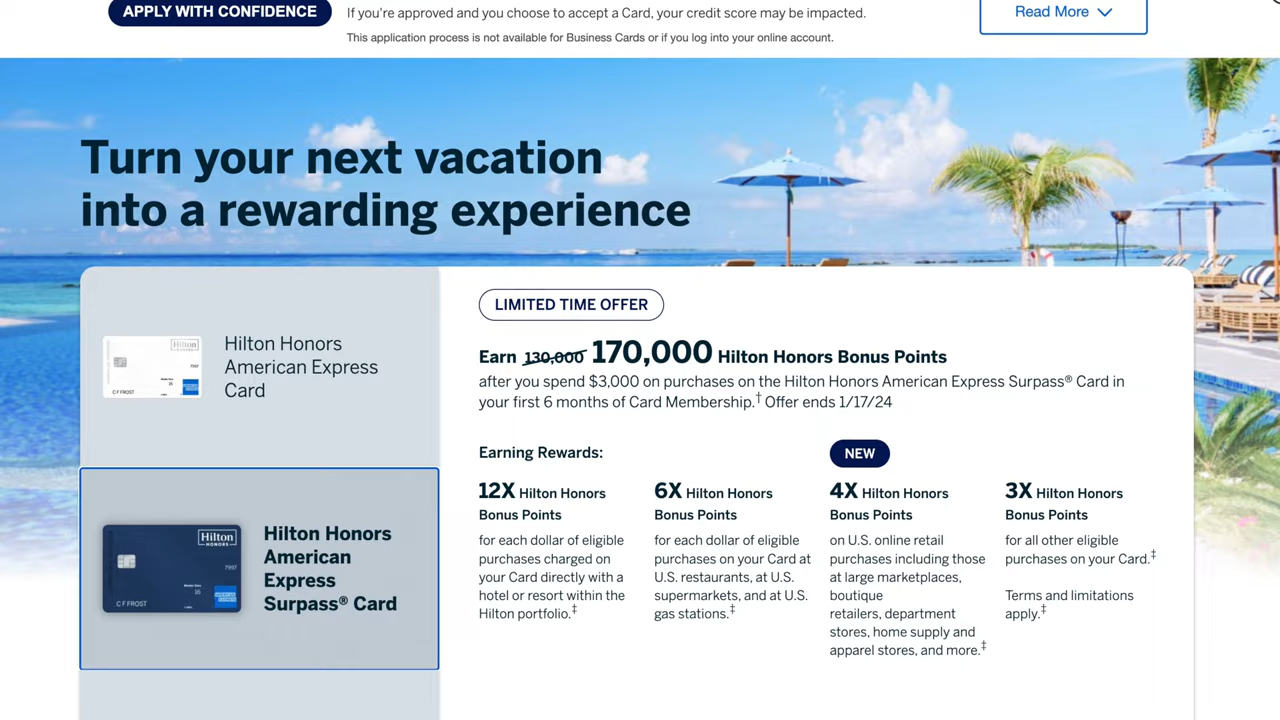 APPLY WITH CONFIDENCE
If you're approved and you choose to accept a Card, your credit score may be impacted.
This application process is not available for Business Cards or if you log into your online account.
Read More
Turn your next vacation
into a rewarding experience
Hilton Honors
American Express
Card
Hilton
7997
C F FROST
Hilton Honors
American
Express
Surpass® Card
Hilton
HONORS
7997
16
C F FROST
LIMITED TIME OFFER
Earn 130,000 170,000 Hilton Honors Bonus Points
after you spend $3,000 on purchases on the Hilton Honors American Express Surpass® Card in
your first 6 months of Card Membership.† Offer ends 1/17/24
Earning Rewards:
12X Hilton Honors
Bonus Points
for each dollar of eligible
purchases charged on
your Card directly with a
hotel or resort within the
Hilton portfolio.‡
6X Hilton Honors
Bonus Points
for each dollar of eligible
purchases on your Card at
U.S. restaurants, at U.S.
supermarkets, and at U.S.
gas stations.‡
NEW
4X Hilton Honors
Bonus Points
on U.S. online retail
purchases including those
at large marketplaces,
boutique
retailers, department
stores, home supply and
apparel stores, and more.‡
3X Hilton Honors
Bonus Points
for all other eligible
purchases on your Card.‡
Terms and limitations
apply.‡